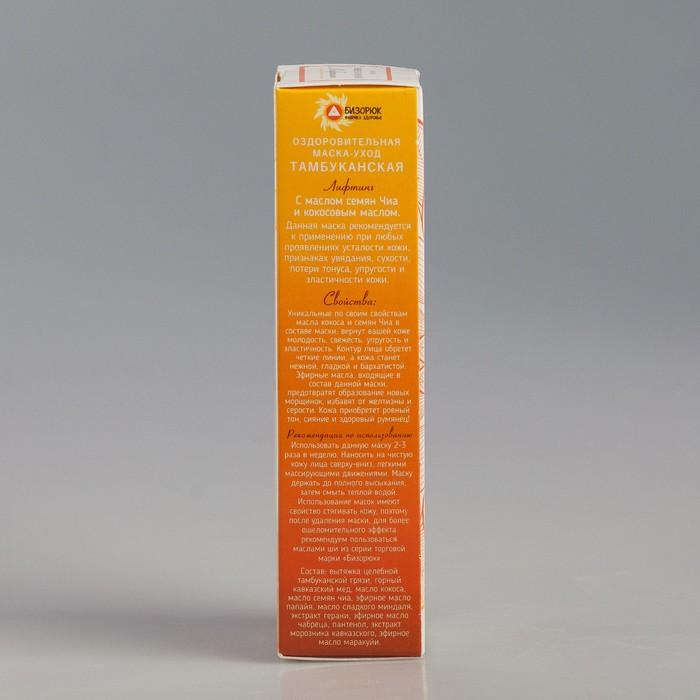 БИЗОРЮК
ФАБРИКА ЗДОРОВЬЯ
ОЗДОРОВИТЕЛЬНАЯ
МАСКА-УХОД
ТАМБУКАНСКАЯ
Лифтинг
С маслом семян Чиа
и кокосовым маслом.
Данная маска рекомендуется
к применению при любых
проявлениях усталости кожи,
признаках увядания, сухости,
потери тонуса, упругости и
эластичности кожи.
Свойства:
Уникальные по своим свойствам
масла кокоса и семян Чиа в
составе маски, вернут вашей коже
молодость, свежесть, упругость и
эластичность. Контур лица обретет
четкие линии, а кожа станет
нежной, гладкой и бархатистой.
Эфирные масла, входящие в
состав данной маски,
предотвратят образование новых
морщинок, избавят от желтизны и
серости. Кожа приобретет ровный
тон, сияние и здоровый румянец!
Рекомендации по использованию
Использовать данную маску 2-3
раза в неделю. Наносить на чистую
кожу лица сверху-вниз, легкими
массирующими движениями. Маску
держать до полного высыхания,
затем смыть теплой водой.
Использование масок имеют
свойство стягивать кожу, поэтому
после удаления маски, для более
ошеломительного эффекта
рекомендуем пользоваться
маслами ши из серии торговой
марки «Бизорюк»
Состав: вытяжка целебной
тамбуканской грязи, горный
кавказский мед, масло кокоса,
масло семян чиа, эфирное масло
папайя, масло сладкого миндаля,
экстракт герани, эфирное масло
чабреца, пантенол, экстракт
морозника кавказского, эфирное
масло марахуйи.